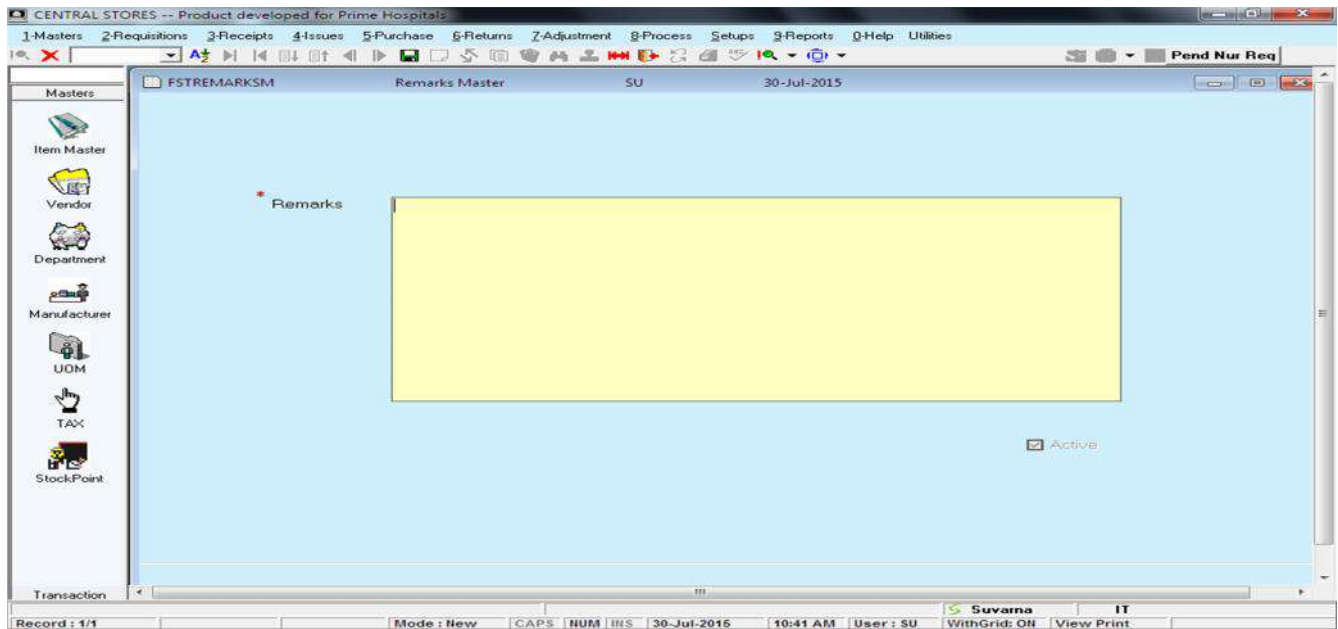 CENTRAL STORES -- Product developed for Prime Hospitals
1-Masters 2-Requisitions 3-Receipts 4-Issues 5-Purchase 6-Returns 7-Adjustment 8-Process Setups 9-Reports 0-Help Utilities
Pend Nur Req
FSTREMARKSM Remarks Master SU 30-Jul-2015
Masters
Item Master
Vendor
* Remarks
Department
Manufacturer
UOM
TAX
Active
StockPoint
Transaction
Suvarna IT
Record : 1/1 Mode : New CAPS NUM INS 30-Jul-2015 10:41 AM User : SU WithGrid: ON View Print